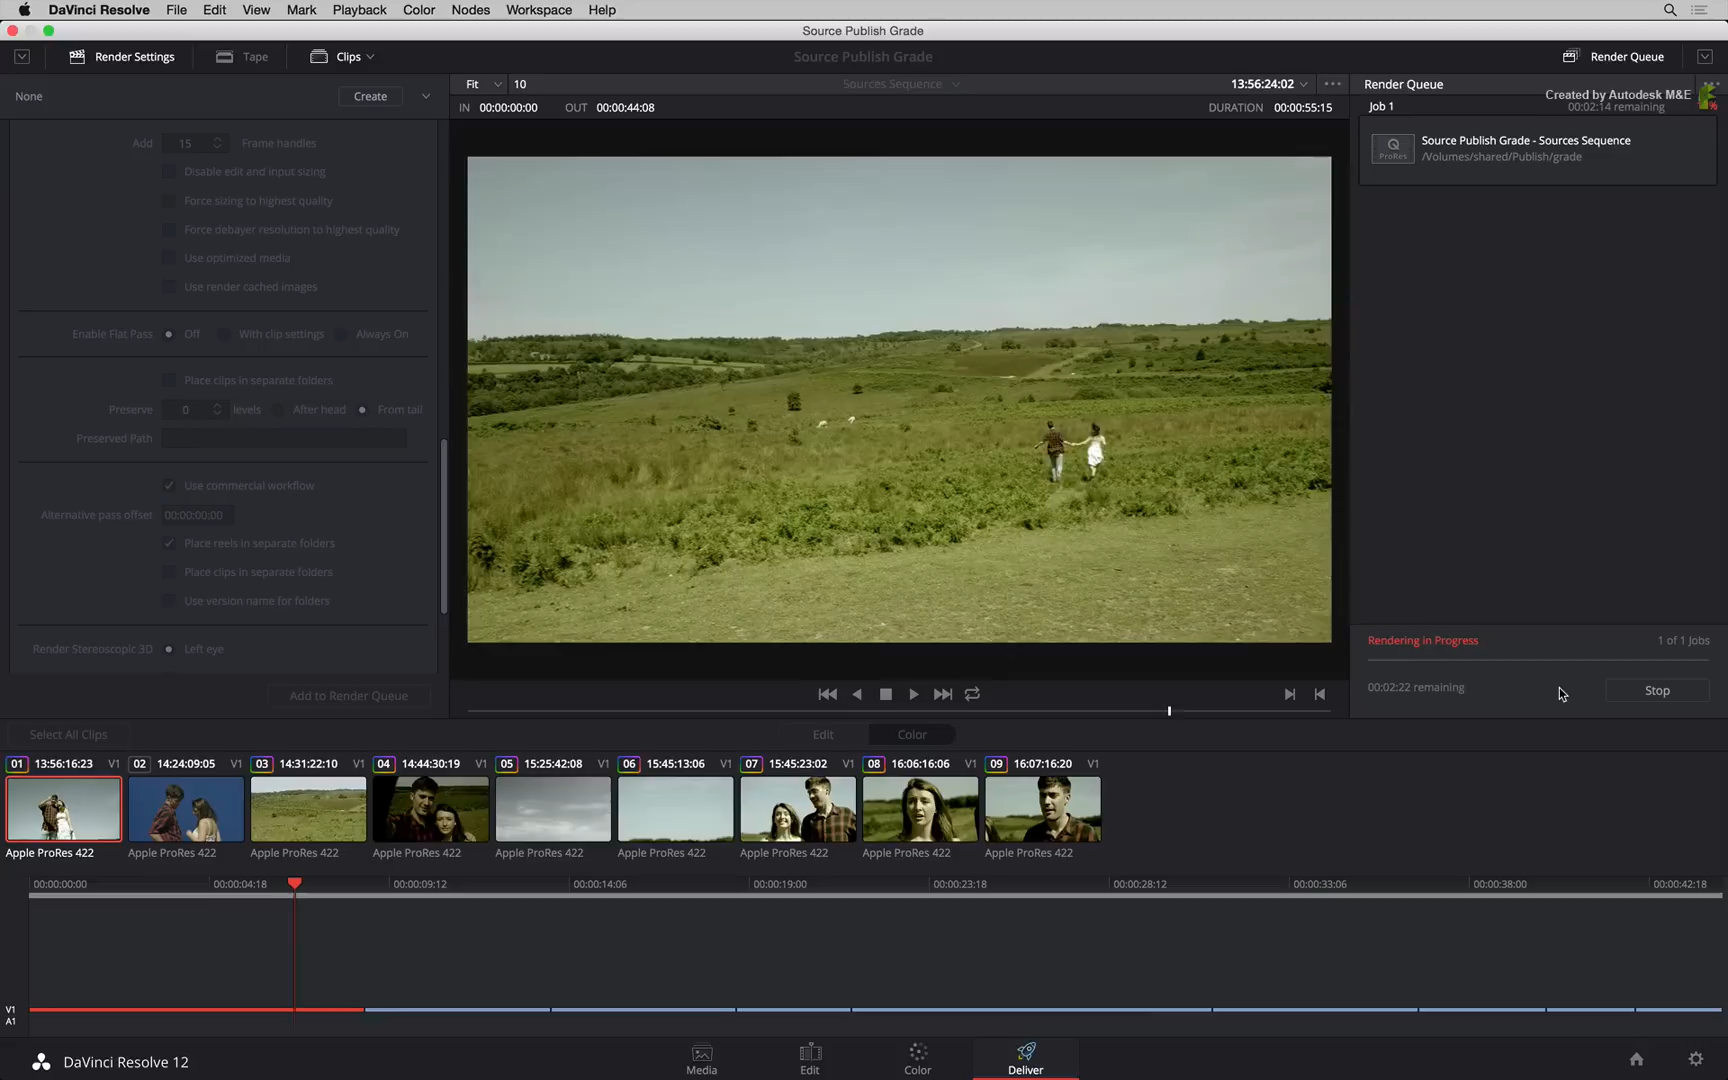 DaVinci Resolve File Edit View Mark Playback Color Nodes Workspace Help
Source Publish Grade
Render Settings Tape Clips Source Publish Grade Render Queue
None Create Fit 10 Sources Sequence 13:56:24:02 Render Queue
Created by Autodesk M&E
IN 00:00:00:00 OUT 00:00:44:08 DURATION 00:00:55:15 Job 1 00:02:14 remaining
Add 15 Frame handles
Source Publish Grade - Sources Sequence
Q
ProRes
/Volumes/shared/Publish/grade
Disable edit and input sizing
Force sizing to highest quality
Force debayer resolution to highest quality
Use optimized media
Use render cached images
Enable Flat Pass Off With clip settings Always On
Place clips in separate folders
Preserve 0 levels After head From tail
Preserved Path
Use commercial workflow
Alternative pass offset 00:00:00:00
Place reels in separate folders
Place clips in separate folders
Use version name for folders
Render Stereoscopic 3D Left eye
Rendering in Progress 1 of 1 Jobs
00:02:22 remaining Stop
Add to Render Queue
Select All Clips Edit Color
01 13:56:16:23 V1 02 14:24:09:05 V1 03 14:31:22:10 V1 04 14:44:30:19 V1 05 15:25:42:08 V1 06 15:45:13:06 V1 07 15:45:23:02 V1 08 16:06:16:06 V1 09 16:07:16:20 V1
Apple ProRes 422 Apple ProRes 422 Apple ProRes 422 Apple ProRes 422 Apple ProRes 422 Apple ProRes 422 Apple ProRes 422 Apple ProRes 422 Apple ProRes 422
00:00:00:00 00:00:04:18 00:00:09:12 00:00:14:06 00:00:19:00 00:00:23:18 00:00:28:12 00:00:33:06 00:00:38:00 00:00:42:18
V1
A1
DaVinci Resolve 12 Media Edit Color Deliver